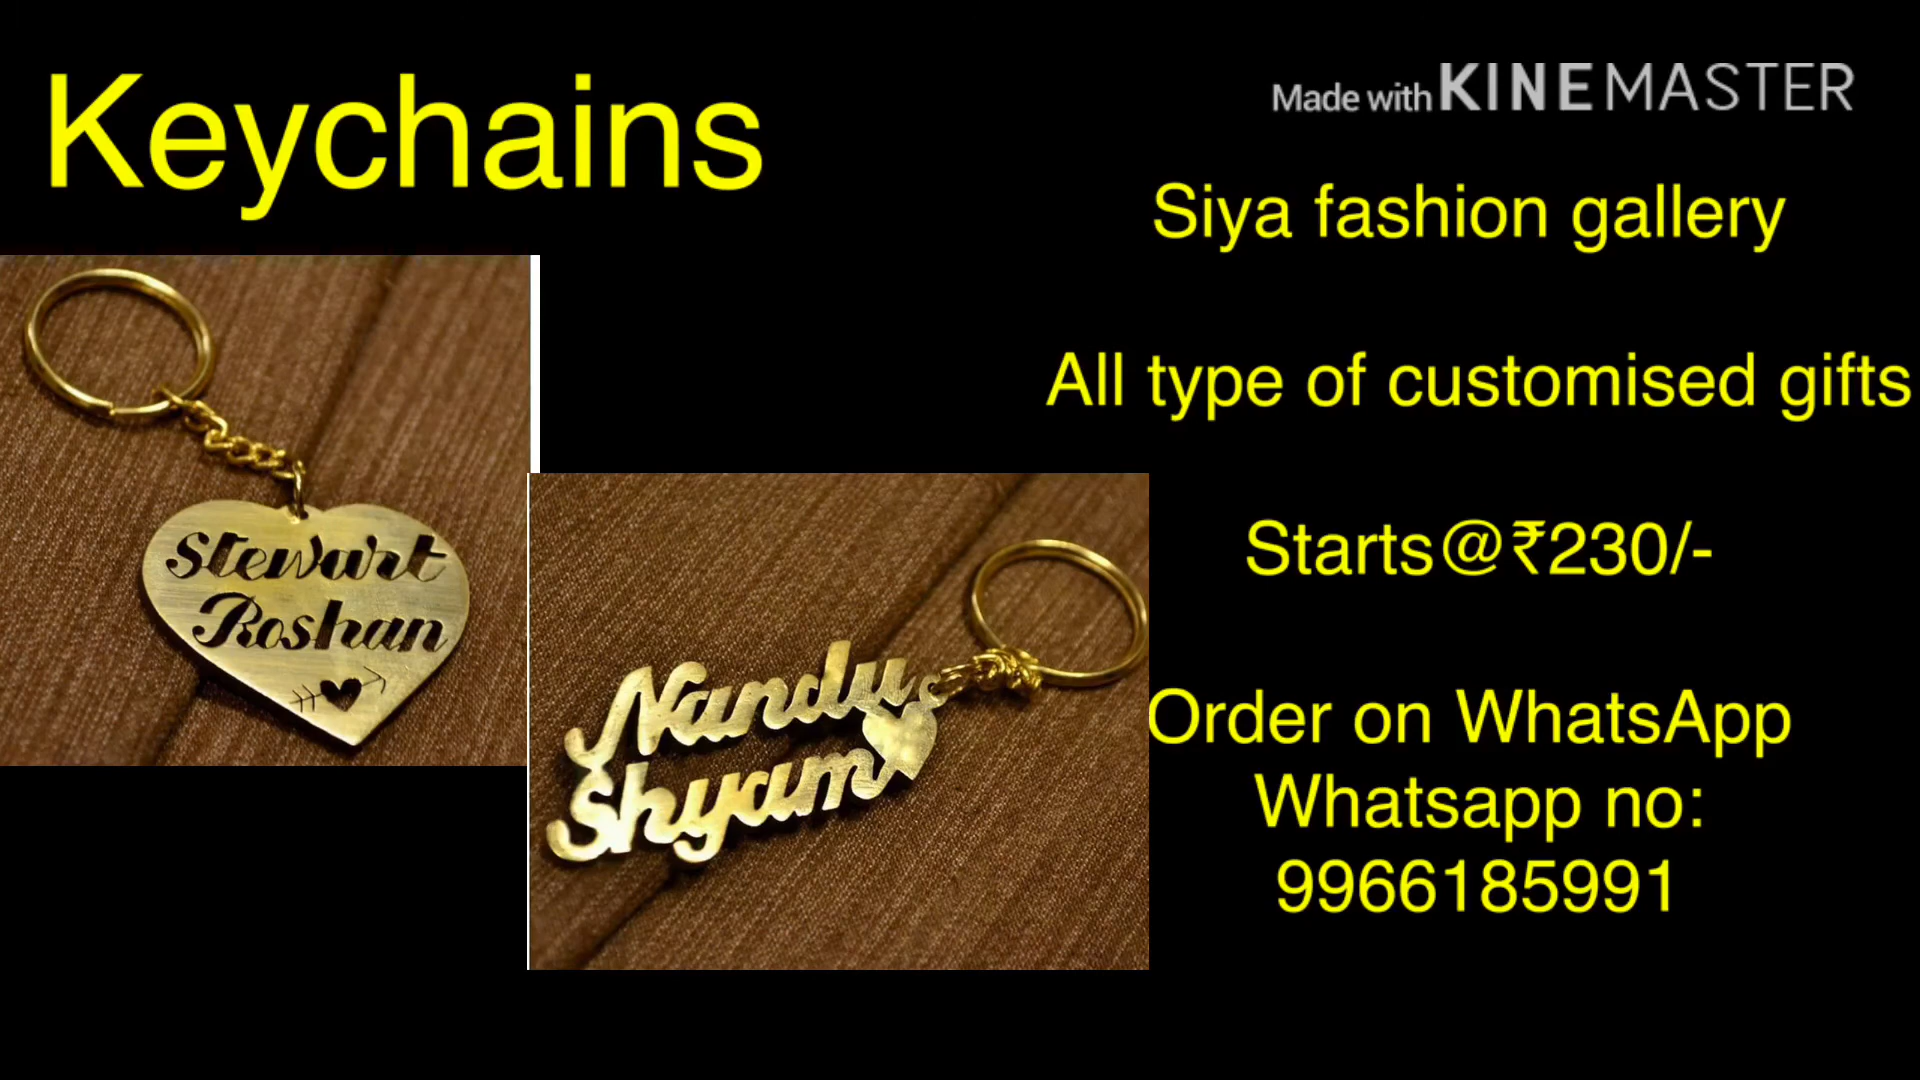 Keychains
Made with KINEMASTER
Siya fashion gallery
All type of customised gifts
Starts@₹230/-
Order on WhatsApp
Whatsapp no:
9966185991
Stewart
Roshan
Nandu
Shyam